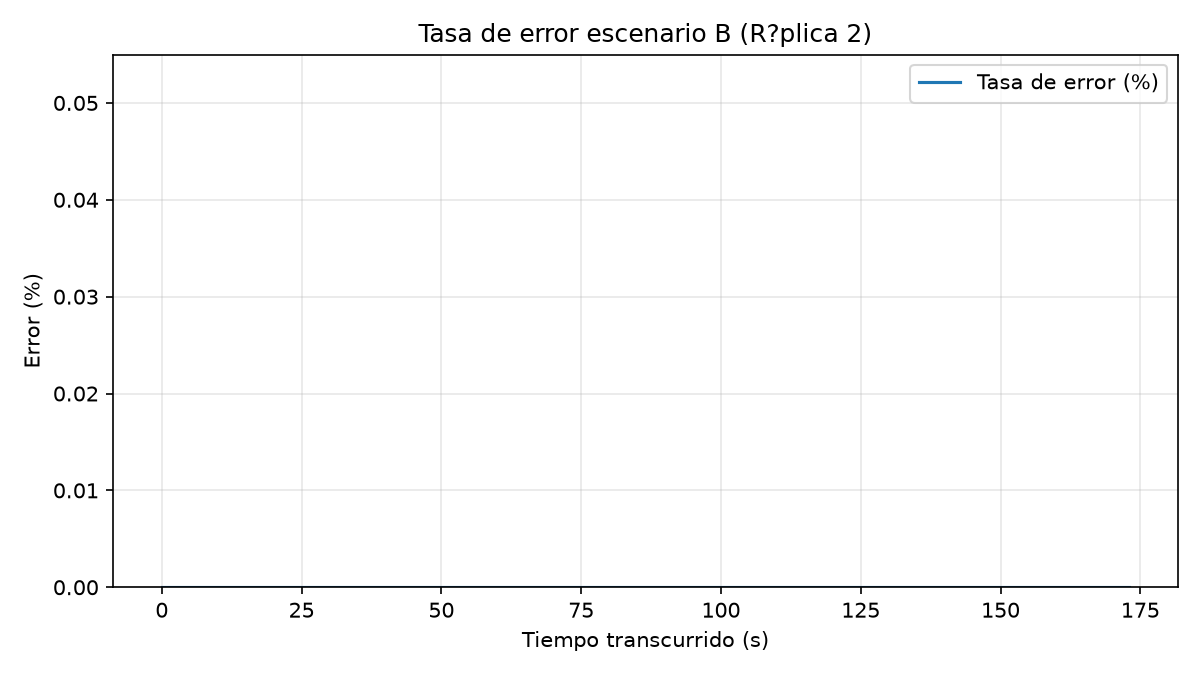 Tasa de error escenario B (R?plica 2)
Tasa de error (%)
0.05
0.04
0.03
0.02
0.01
0.00
Error (%)
0 25 50 75 100 125 150 175
Tiempo transcurrido (s)